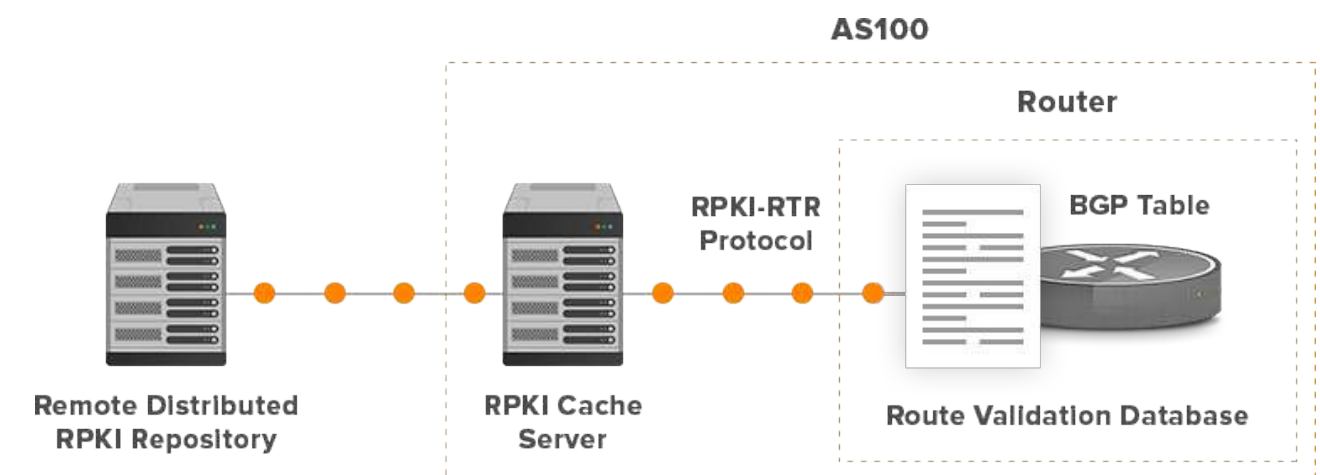 AS100
Router
RPKI-RTR
Protocol
BGP Table
Remote Distributed
RPKI Repository
RPKI Cache
Server
Route Validation Database